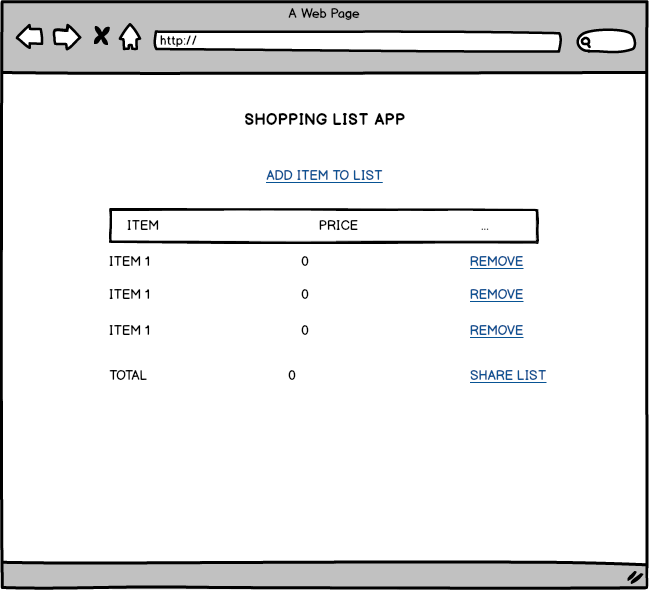 A Web Page
http://
SHOPPING LIST APP
ADD ITEM TO LIST
ITEM PRICE ...
ITEM 1 0 REMOVE
ITEM 1 0 REMOVE
ITEM 1 0 REMOVE
TOTAL 0 SHARE LIST